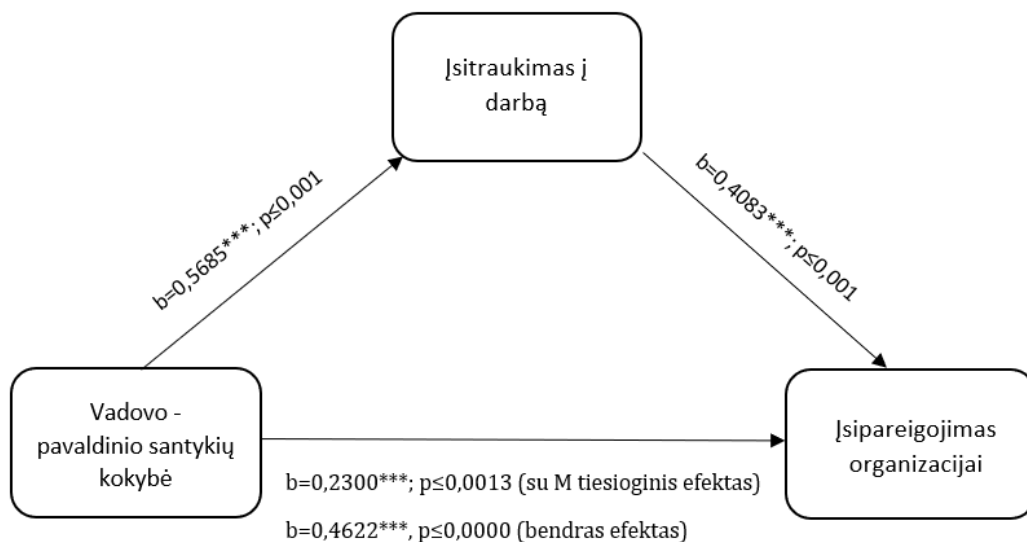 Įsitraukimas į
darbą
b=0,5685***; p≤0,001
b=0,4083***; p≤0,001
Vadovo -
pavaldinio santykių
kokybė
Įsipareigojimas
organizacijai
b=0,2300***; p≤0,0013 (su M tiesioginis efektas)
b=0,4622***, p≤0,0000 (bendras efektas)